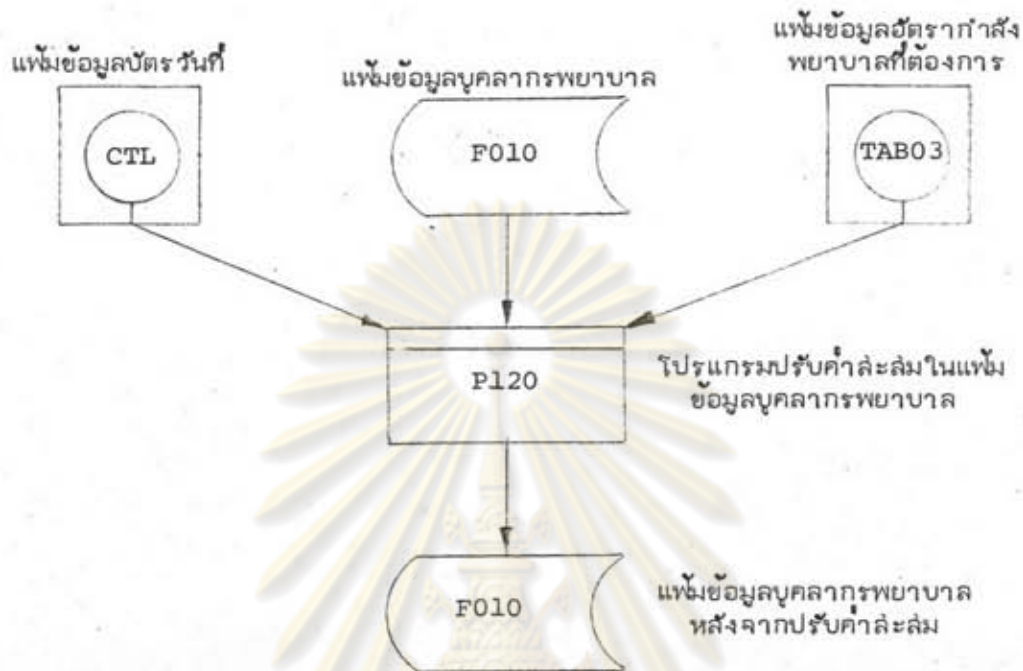 แฟ้มข้อมูลบัตรวันที่
แฟ้มข้อมูลบุคลากรพยาบาล
แฟ้มข้อมูลอัตรากำลัง
พยาบาลที่ต้องการ
CTL
F010
TAB03
P120
โปรแกรมปรับค่าสะสมในแฟ้ม
ข้อมูลบุคลากรพยาบาล
F010
แฟ้มข้อมูลบุคลากรพยาบาล
หลังจากปรับค่าสะสม